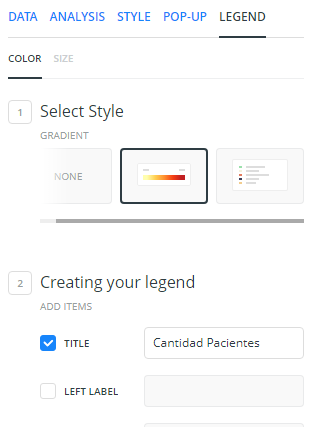 DATA ANALYSIS STYLE POP-UP LEGEND
COLOR SIZE
1 Select Style
GRADIENT
NONE
2 Creating your legend
ADD ITEMS
TITLE Cantidad Pacientes
LEFT LABEL